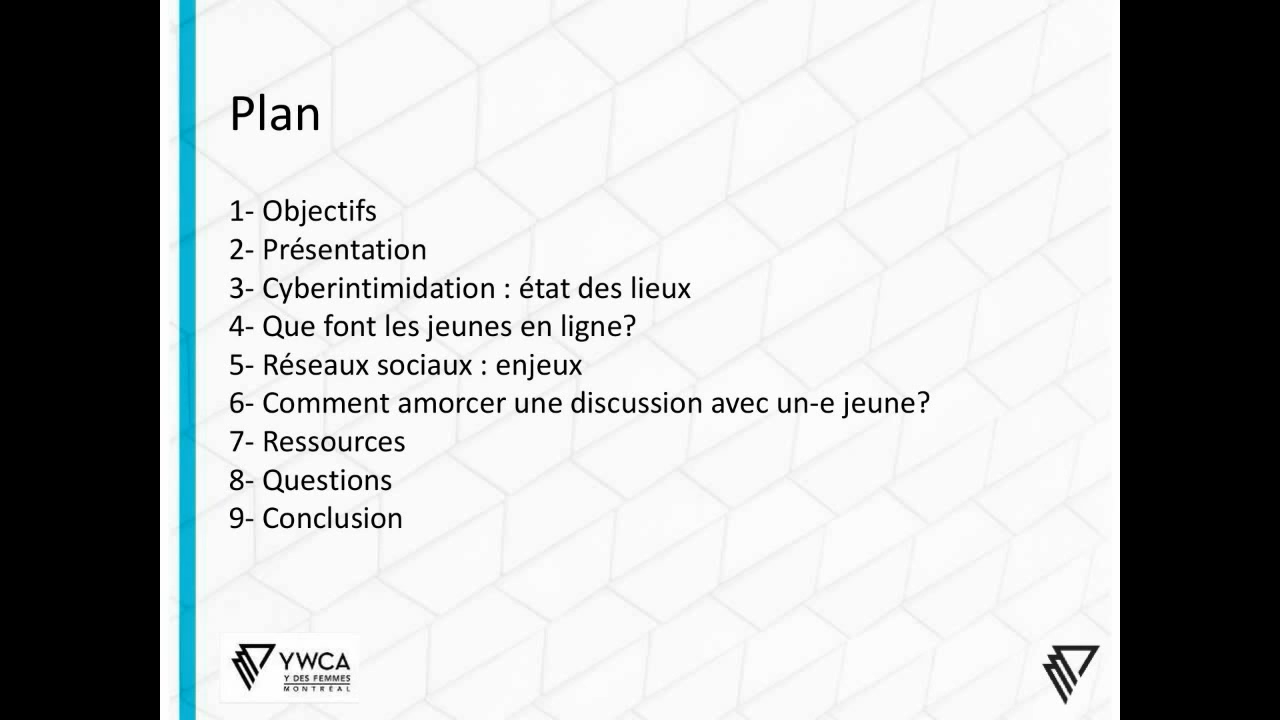 Plan
1- Objectifs
2- Présentation
3- Cyberintimidation : état des lieux
4- Que font les jeunes en ligne?
5- Réseaux sociaux : enjeux
6- Comment amorcer une discussion avec un-e jeune?
7- Ressources
8- Questions
9- Conclusion
YWCA
Y DES FEMMES
MONTRÉAL